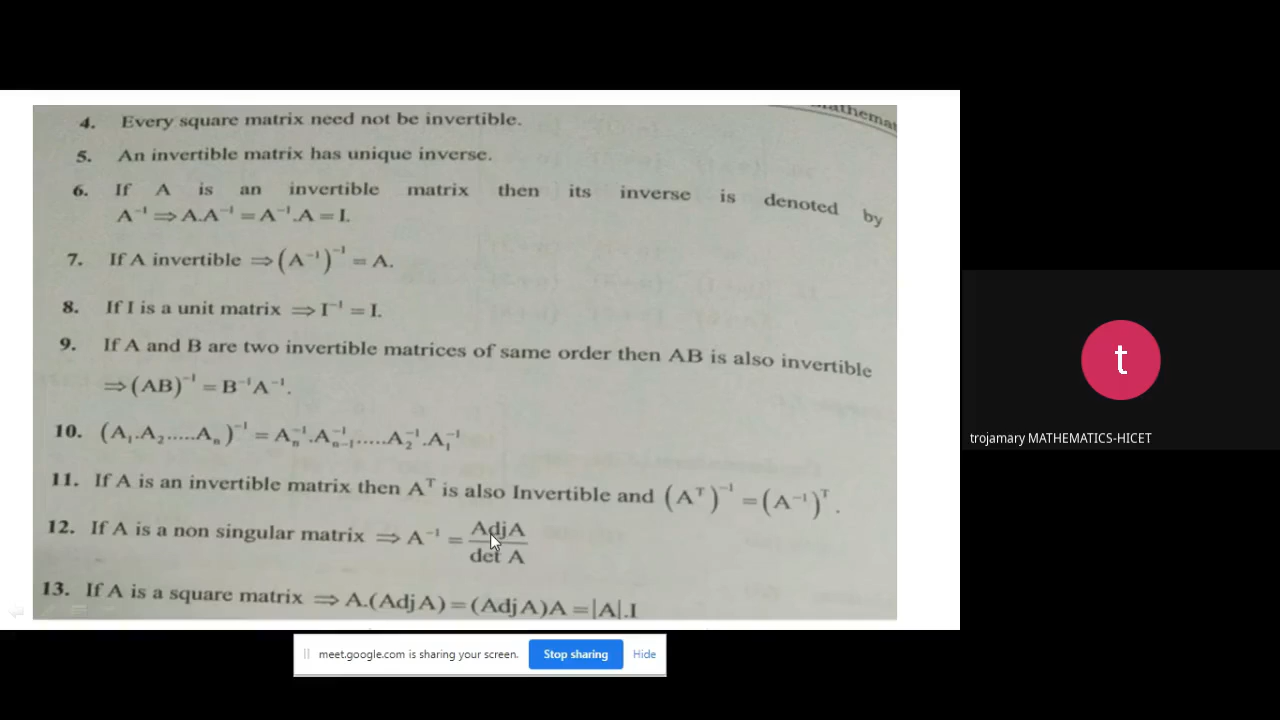 Mathemat
4. Every square matrix need not be invertible.
5. An invertible matrix has unique inverse.
6. If A is an invertible matrix then its inverse is denoted by
A⁻¹ ⇒ A.A⁻¹ = A⁻¹.A = I.
7. If A invertible ⇒ (A⁻¹)⁻¹ = A.
8. If I is a unit matrix ⇒ I⁻¹ = I.
9. If A and B are two invertible matrices of same order then AB is also invertible
⇒ (AB)⁻¹ = B⁻¹A⁻¹.
10. (A₁.A₂.....Aₙ)⁻¹ = Aₙ⁻¹.Aₙ₋₁⁻¹.....A₂⁻¹.A₁⁻¹
11. If A is an invertible matrix then Aᵀ is also Invertible and (Aᵀ)⁻¹ = (A⁻¹)ᵀ.
12. If A is a non singular matrix ⇒ A⁻¹ = AdjA
det A
13. If A is a square matrix ⇒ A.(AdjA) = (AdjA)A = |A|.I
t
trojamary MATHEMATICS-HICET
meet.google.com is sharing your screen.
Stop sharing
Hide